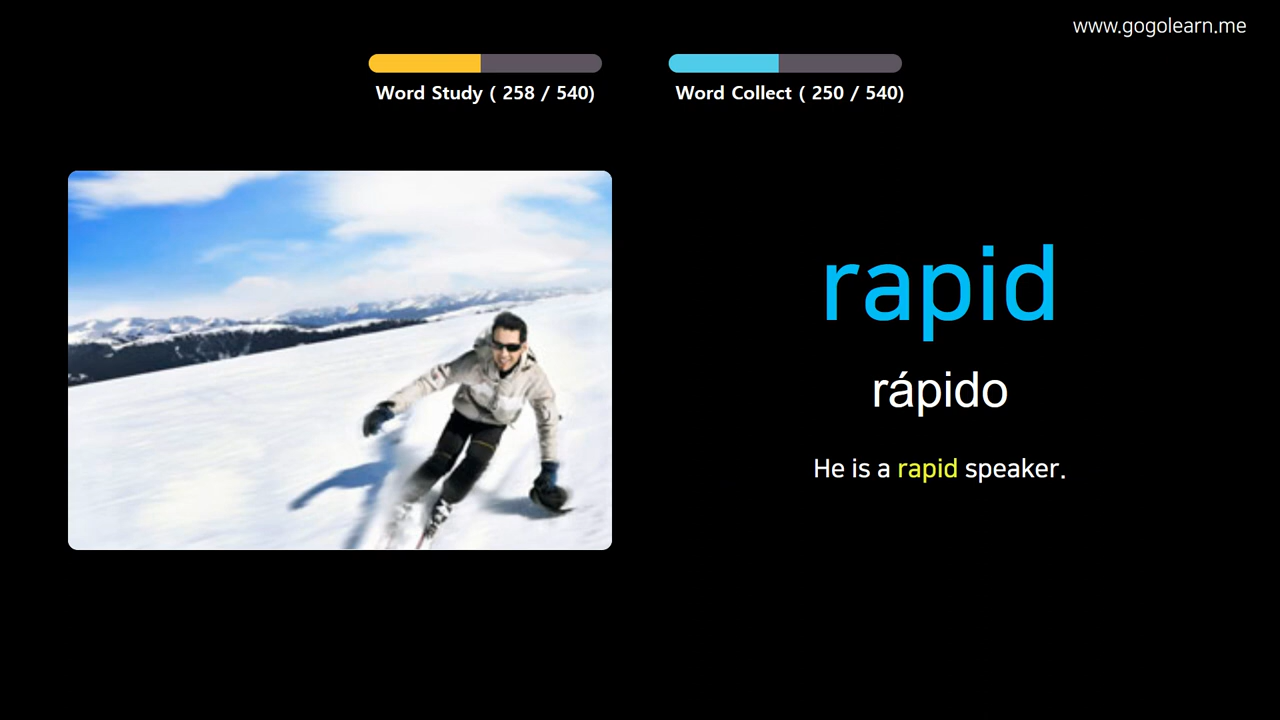 www.gogolearn.me
Word Study ( 258 / 540)
Word Collect ( 250 / 540)
rapid
rápido
He is a rapid speaker.